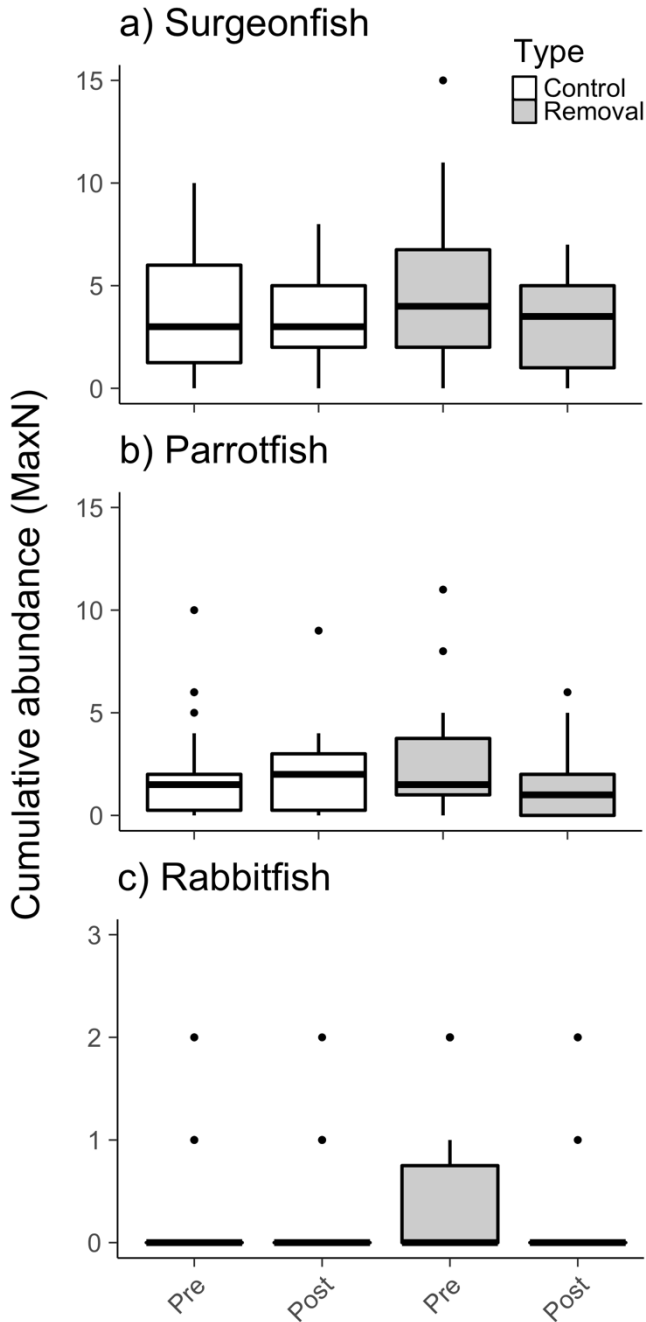 a) Surgeonfish
Type
Control
Removal
15
10
5
0
Cumulative abundance (MaxN)
b) Parrotfish
15
10
5
0
c) Rabbitfish
3
2
1
0
Pre
Post
Pre
Post